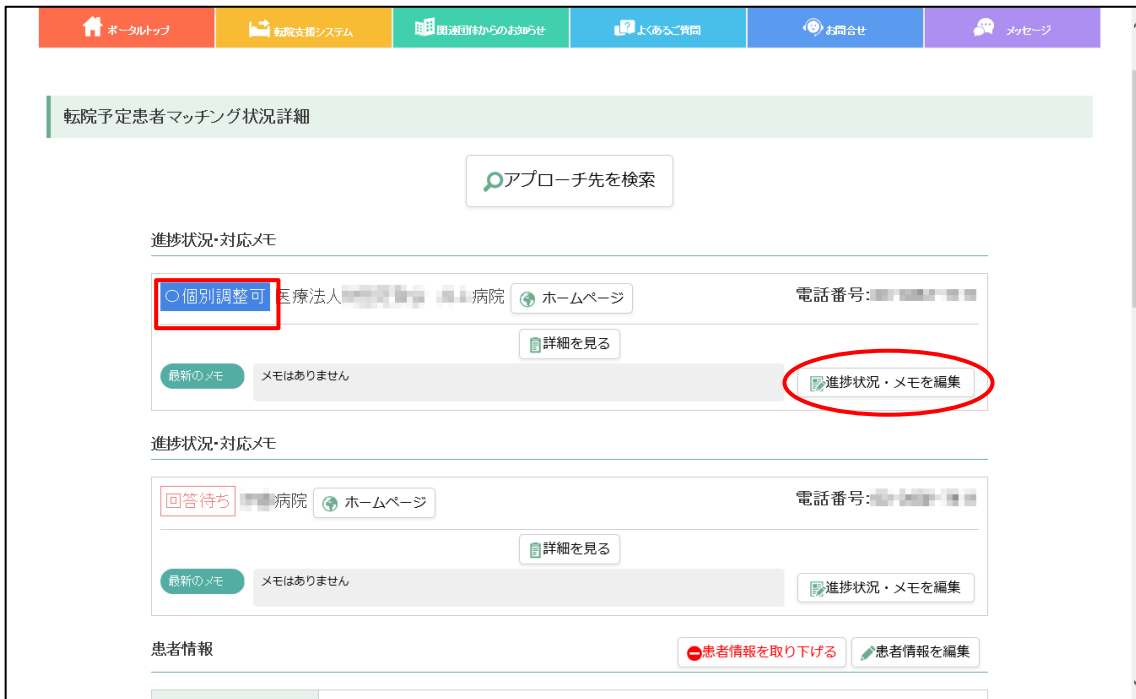 ポータルトップ 転院支援システム 関連団体からのお知らせ よくあるご質問 お問合せ メッセージ
転院予定患者マッチング状況詳細
アプローチ先を検索
進捗状況・対応メモ
〇個別調整可 医療法人 病院 ホームページ 電話番号:
詳細を見る
最新のメモ メモはありません 進捗状況・メモを編集
進捗状況・対応メモ
回答待ち 病院 ホームページ 電話番号:
詳細を見る
最新のメモ メモはありません 進捗状況・メモを編集
患者情報 患者情報を取り下げる 患者情報を編集